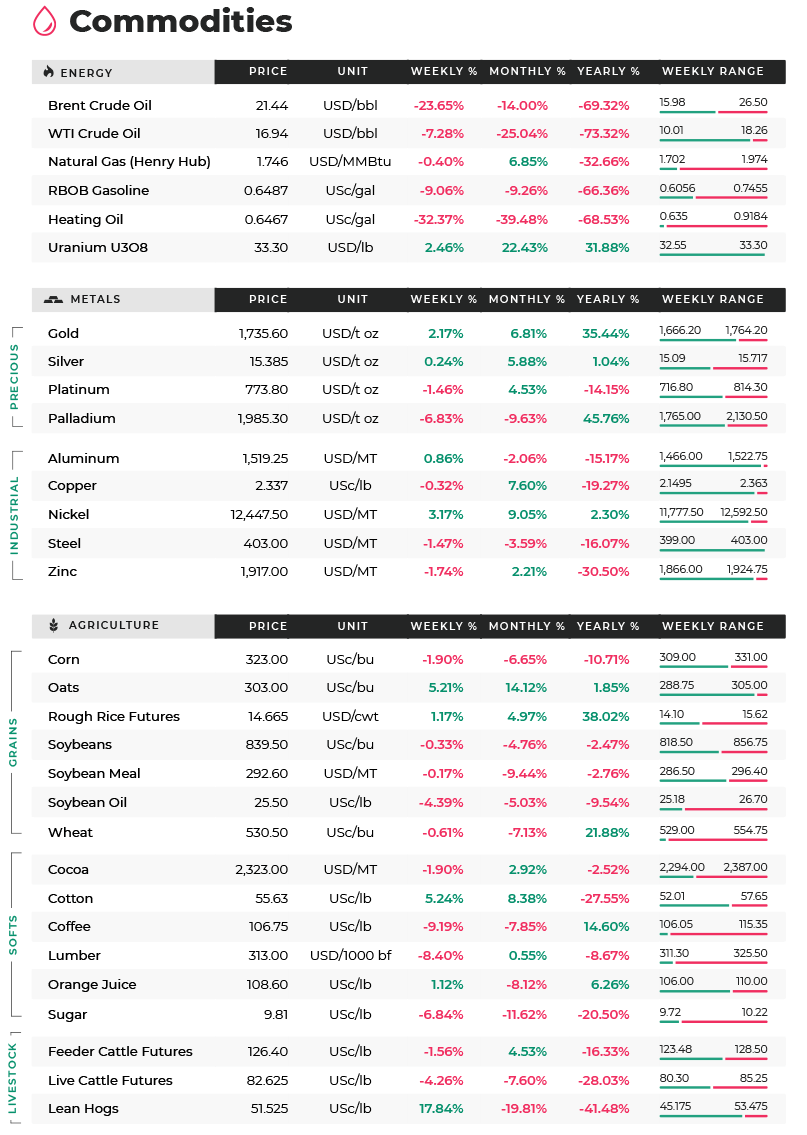 Commodities
ENERGY PRICE UNIT WEEKLY % MONTHLY % YEARLY % WEEKLY RANGE
Brent Crude Oil 21.44 USD/bbl -23.65% -14.00% -69.32% 15.98 26.50
WTI Crude Oil 16.94 USD/bbl -7.28% -25.04% -73.32% 10.01 18.26
Natural Gas (Henry Hub) 1.746 USD/MMBtu -0.40% 6.85% -32.66% 1.702 1.974
RBOB Gasoline 0.6487 USc/gal -9.06% -9.26% -66.36% 0.6056 0.7455
Heating Oil 0.6467 USc/gal -32.37% -39.48% -68.53% 0.635 0.9184
Uranium U3O8 33.30 USD/lb 2.46% 22.43% 31.88% 32.55 33.30
METALS PRICE UNIT WEEKLY % MONTHLY % YEARLY % WEEKLY RANGE
PRECIOUS
Gold 1,735.60 USD/t oz 2.17% 6.81% 35.44% 1,666.20 1,764.20
Silver 15.385 USD/t oz 0.24% 5.88% 1.04% 15.09 15.717
Platinum 773.80 USD/t oz -1.46% 4.53% -14.15% 716.80 814.30
Palladium 1,985.30 USD/t oz -6.83% -9.63% 45.76% 1,765.00 2,130.50
INDUSTRIAL
Aluminum 1,519.25 USD/MT 0.86% -2.06% -15.17% 1,466.00 1,522.75
Copper 2.337 USc/lb -0.32% 7.60% -19.27% 2.1495 2.363
Nickel 12,447.50 USD/MT 3.17% 9.05% 2.30% 11,777.50 12,592.50
Steel 403.00 USD/MT -1.47% -3.59% -16.07% 399.00 403.00
Zinc 1,917.00 USD/MT -1.74% 2.21% -30.50% 1,866.00 1,924.75
AGRICULTURE PRICE UNIT WEEKLY % MONTHLY % YEARLY % WEEKLY RANGE
GRAINS
Corn 323.00 USc/bu -1.90% -6.65% -10.71% 309.00 331.00
Oats 303.00 USc/bu 5.21% 14.12% 1.85% 288.75 305.00
Rough Rice Futures 14.665 USD/cwt 1.17% 4.97% 38.02% 14.10 15.62
Soybeans 839.50 USc/bu -0.33% -4.76% -2.47% 818.50 856.75
Soybean Meal 292.60 USD/MT -0.17% -9.44% -2.76% 286.50 296.40
Soybean Oil 25.50 USc/lb -4.39% -5.03% -9.54% 25.18 26.70
Wheat 530.50 USc/bu -0.61% -7.13% 21.88% 529.00 554.75
SOFTS
Cocoa 2,323.00 USD/MT -1.90% 2.92% -2.52% 2,294.00 2,387.00
Cotton 55.63 USc/lb 5.24% 8.38% -27.55% 52.01 57.65
Coffee 106.75 USc/lb -9.19% -7.85% 14.60% 106.05 115.35
Lumber 313.00 USD/1000 bf -8.40% 0.55% -8.67% 311.30 325.50
Orange Juice 108.60 USc/lb 1.12% -8.12% 6.26% 106.00 110.00
Sugar 9.81 USc/lb -6.84% -11.62% -20.50% 9.72 10.22
LIVESTOCK
Feeder Cattle Futures 126.40 USc/lb -1.56% 4.53% -16.33% 123.48 128.50
Live Cattle Futures 82.625 USc/lb -4.26% -7.60% -28.03% 80.30 85.25
Lean Hogs 51.525 USc/lb 17.84% -19.81% -41.48% 45.175 53.475